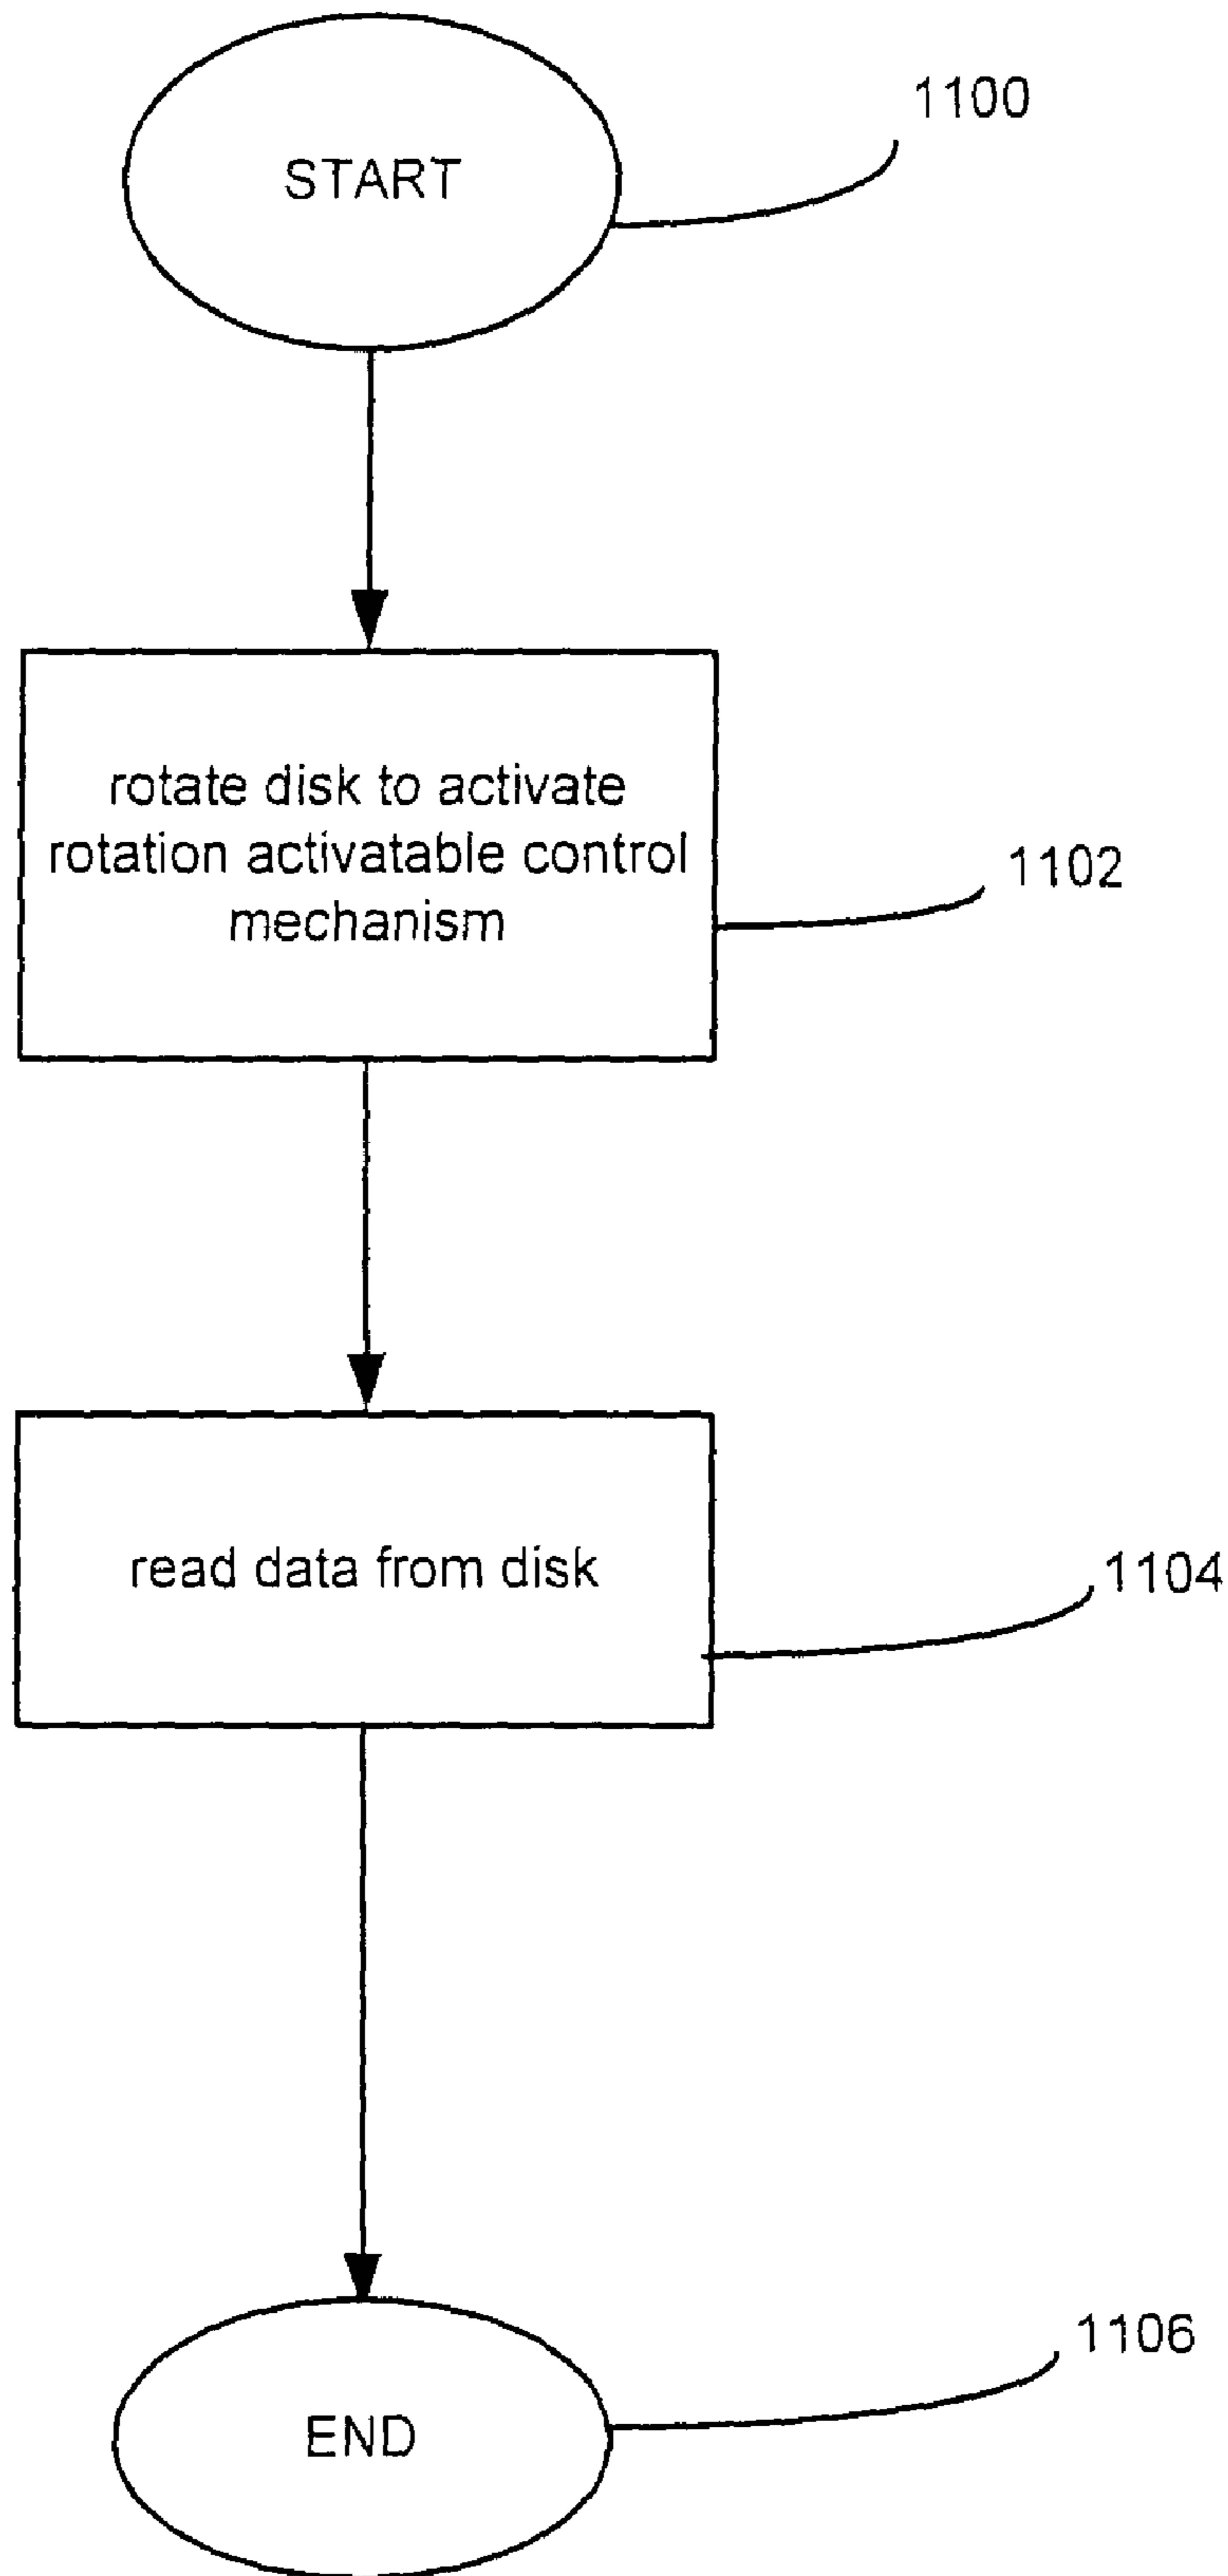 START
1100
rotate disk to activate
rotation activatable control
mechanism
1102
read data from disk
1104
END
1106